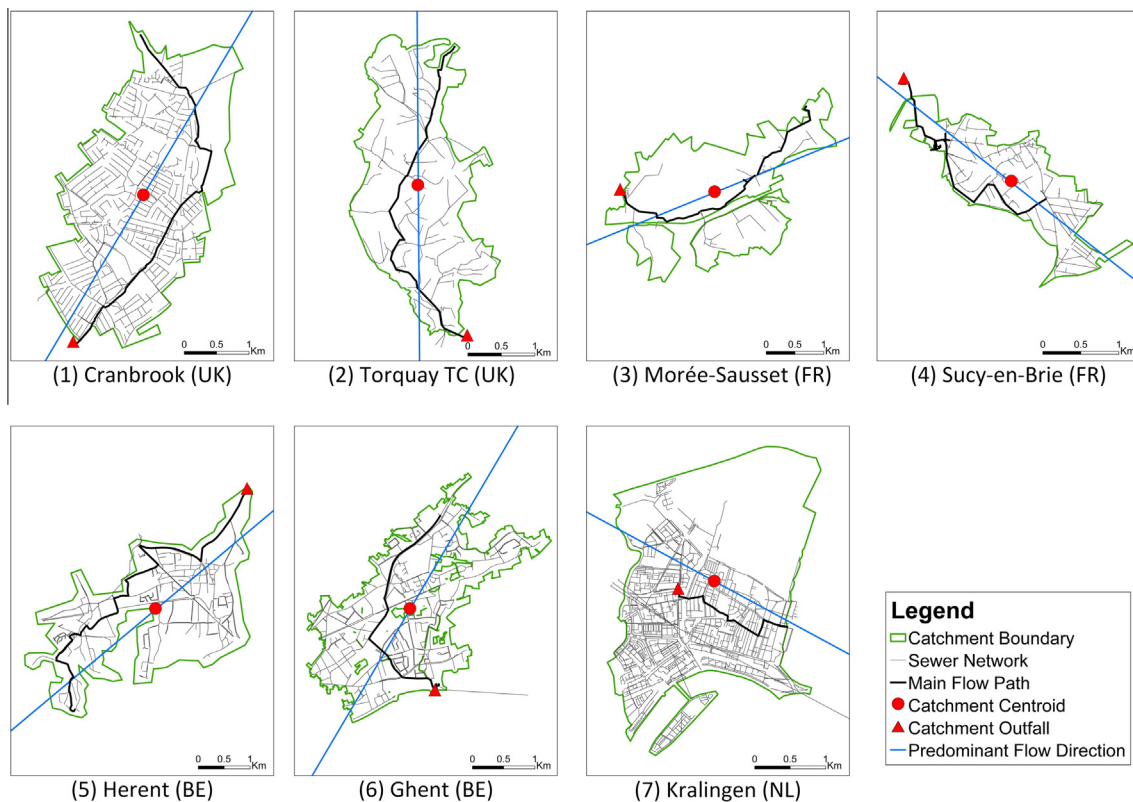 0 0.5 1
Km
0 0.5 1
Km
0 0.5 1
Km
0 0.5 1
Km
(1) Cranbrook (UK)
(2) Torquay TC (UK)
(3) Morée-Sausset (FR)
(4) Sucy-en-Brie (FR)
0 0.5 1
Km
0 0.5 1
Km
0 0.5 1
Km
(5) Herent (BE)
(6) Ghent (BE)
(7) Kralingen (NL)
Legend
Catchment Boundary
Sewer Network
Main Flow Path
Catchment Centroid
Catchment Outfall
Predominant Flow Direction